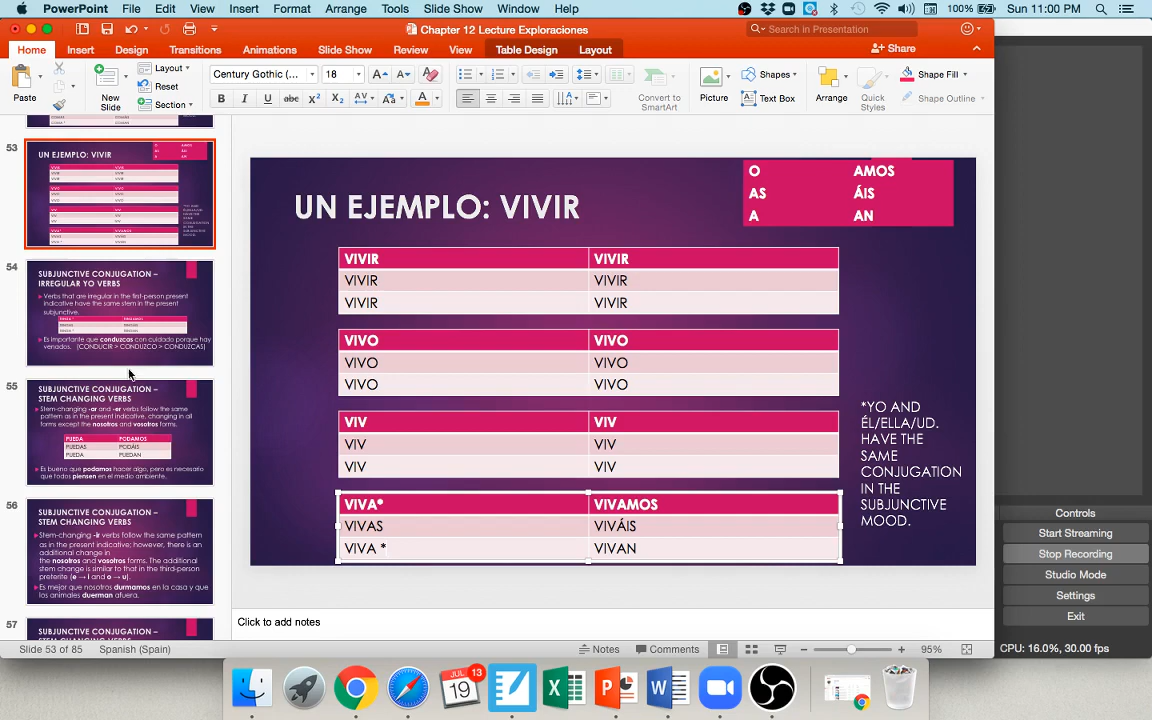 PowerPoint File Edit View Insert Format Arrange Tools Slide Show Window Help 100% Sun 11:00 PM
Chapter 12 Lecture Exploraciones
Search in Presentation
Home Insert Design Transitions Animations Slide Show Review View Table Design Layout
Share
Paste
New Slide
Layout
Reset
Section
Century Gothic (... 18
Convert to SmartArt
Picture
Shapes
Text Box
Arrange
Quick Styles
Shape Fill
Shape Outline
53
UN EJEMPLO: VIVIR
54
SUBJUNCTIVE CONJUGATION –
IRREGULAR YO VERBS
Verbs that are irregular in the first-person present
indicative have the same stem in the present
subjunctive.
Es importante que conduzcas con cuidado porque hay
venados. (CONDUCIR > CONDUZCO > CONDUZCAS)
55
SUBJUNCTIVE CONJUGATION –
STEM CHANGING VERBS
Stem-changing -ar and -er verbs follow the same
pattern as in the present indicative, changing in all
forms except the nosotros and vosotros forms.
PUEDA PODAMOS
PUEDAS PODÁIS
PUEDA PUEDAN
Es bueno que podamos hacer algo, pero es necesario
que todos piensen en el medio ambiente.
56
SUBJUNCTIVE CONJUGATION –
STEM CHANGING VERBS
Stem-changing -ir verbs follow the same pattern
as in the present indicative; however, there is an
additional change in
the nosotros and vosotros forms. The additional
stem change is similar to that in the third-person
preterite (e → i and o → u).
Es mejor que nosotros durmamos en la casa y que
los animales duerman afuera.
57
SUBJUNCTIVE CONJUGATION –
STEM CHANGING VERBS
UN EJEMPLO: VIVIR
O AMOS
AS ÁIS
A AN
VIVIR VIVIR
VIVIR VIVIR
VIVIR VIVIR
VIVO VIVO
VIVO VIVO
VIVO VIVO
VIV VIV
VIV VIV
VIV VIV
VIVA* VIVAMOS
VIVAS VIVÁIS
VIVA * VIVAN
*YO AND
ÉL/ELLA/UD.
HAVE THE
SAME
CONJUGATION
IN THE
SUBJUNCTIVE
MOOD.
Click to add notes
Slide 53 of 85 Spanish (Spain) Notes Comments 95%
Controls
Start Streaming
Stop Recording
Studio Mode
Settings
Exit
CPU: 16.0%, 30.00 fps
JUL 19
13